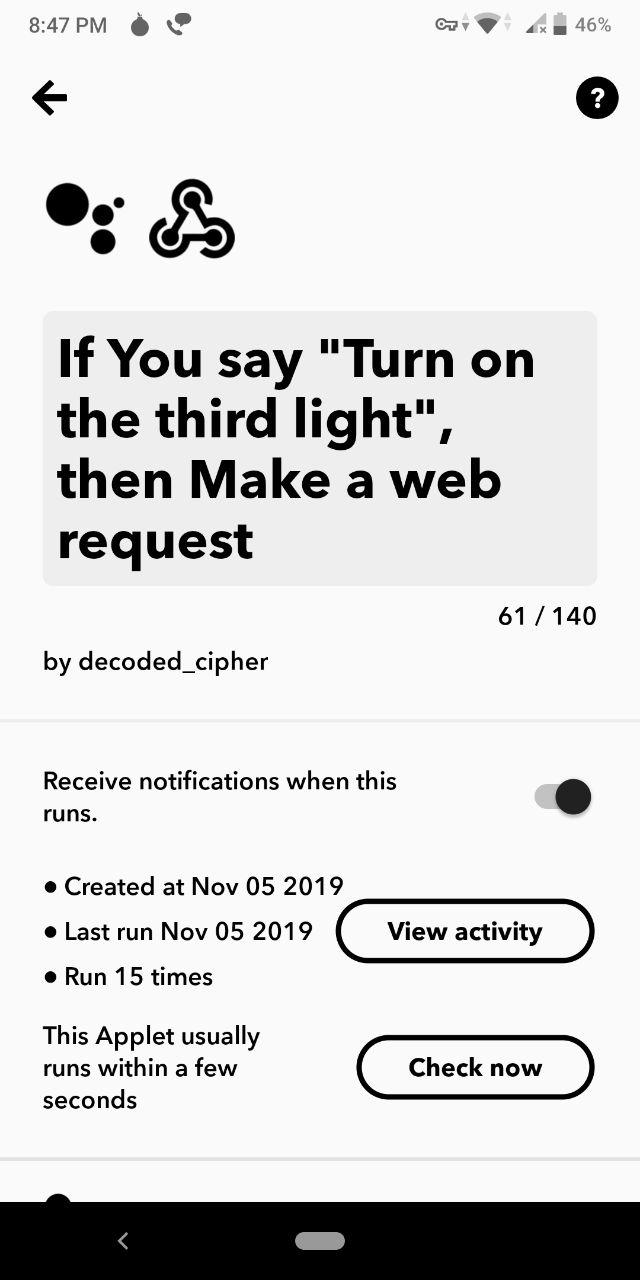 8:47 PM 46%
?
If You say "Turn on
the third light",
then Make a web
request
61 / 140
by decoded_cipher
Receive notifications when this
runs.
• Created at Nov 05 2019
• Last run Nov 05 2019
View activity
• Run 15 times
This Applet usually
runs within a few
seconds
Check now